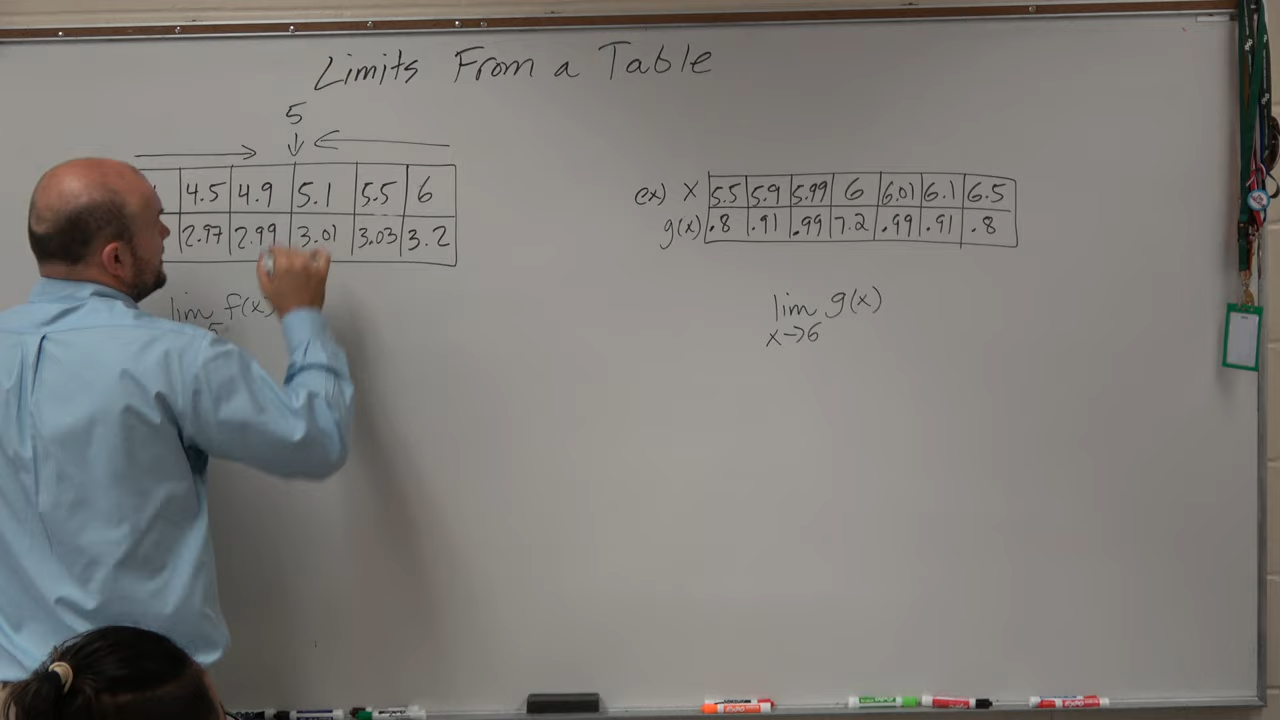 Limits From a Table
5
4.5 4.9 5.1 5.5 6
2.97 2.99 3.01 3.03 3.2
lim f(x)
5
ex) x 5.5 5.9 5.99 6 6.01 6.1 6.5
g(x) .8 .91 .99 7.2 .99 .91 .8
lim g(x)
x→6